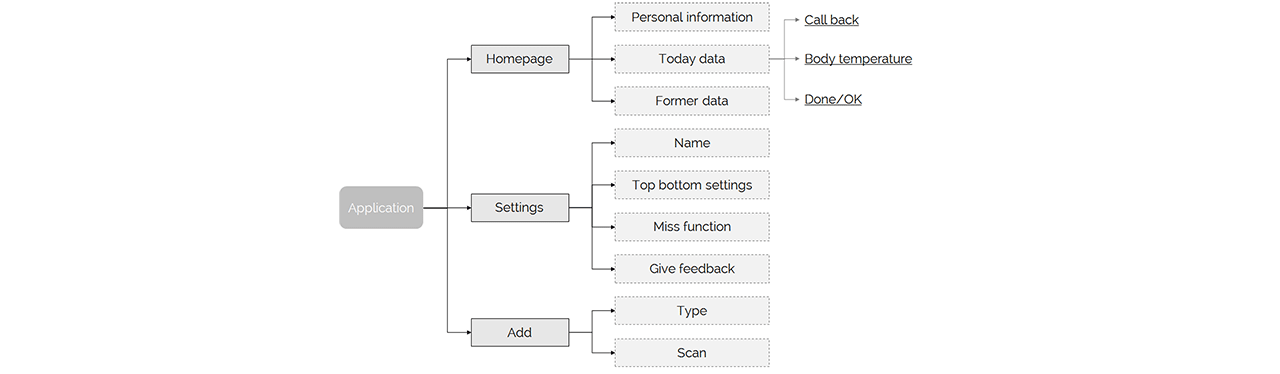 Application
Homepage
Personal information
Today data
Call back
Body temperature
Done/OK
Former data
Settings
Name
Top bottom settings
Miss function
Give feedback
Add
Type
Scan